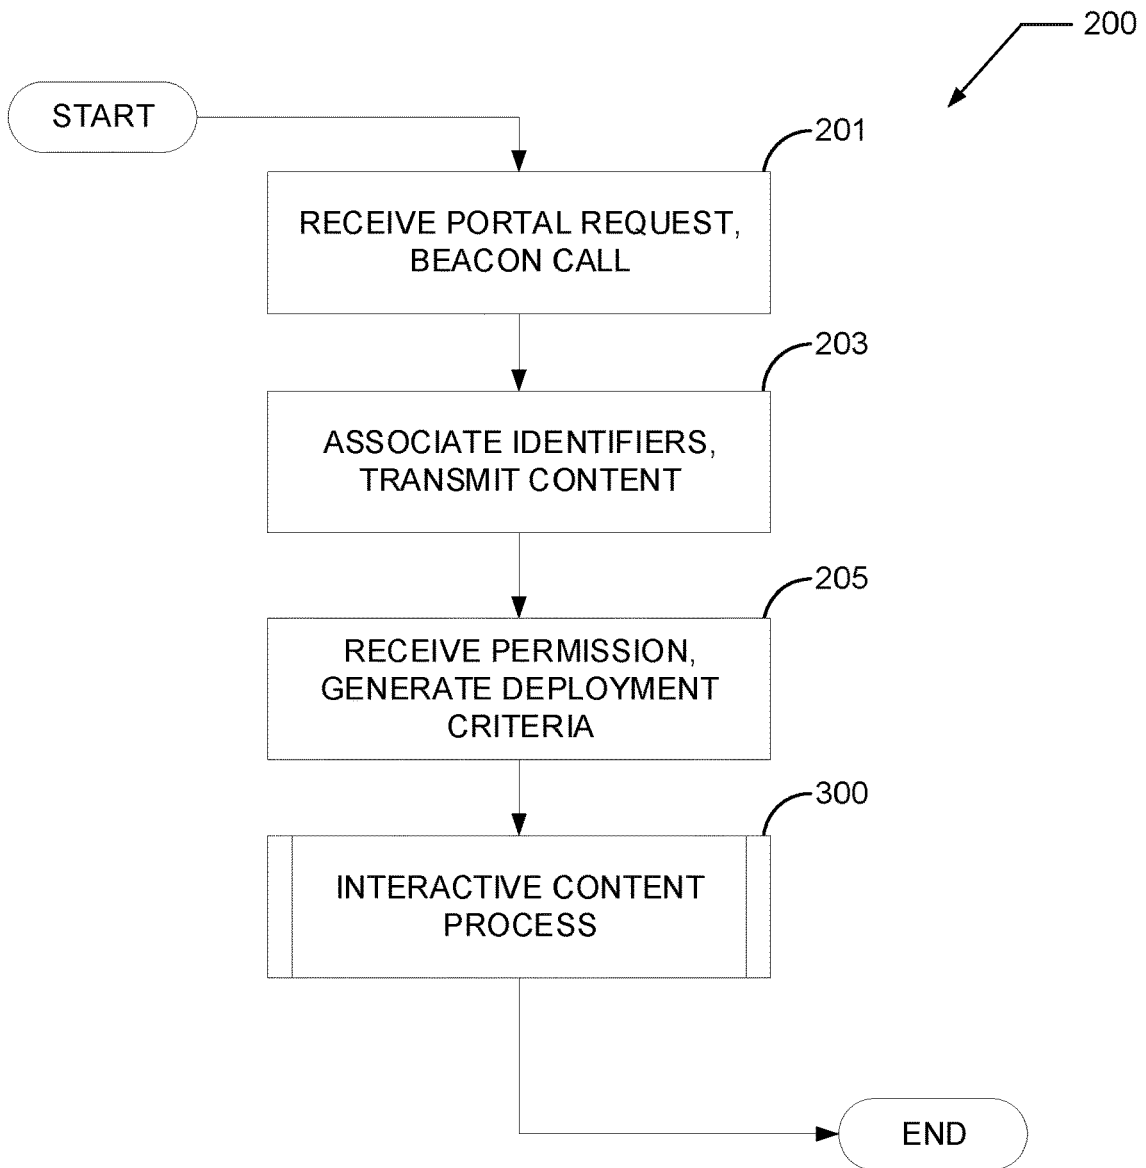 200
START
201
RECEIVE PORTAL REQUEST,
BEACON CALL
203
ASSOCIATE IDENTIFIERS,
TRANSMIT CONTENT
205
RECEIVE PERMISSION,
GENERATE DEPLOYMENT
CRITERIA
300
INTERACTIVE CONTENT
PROCESS
END